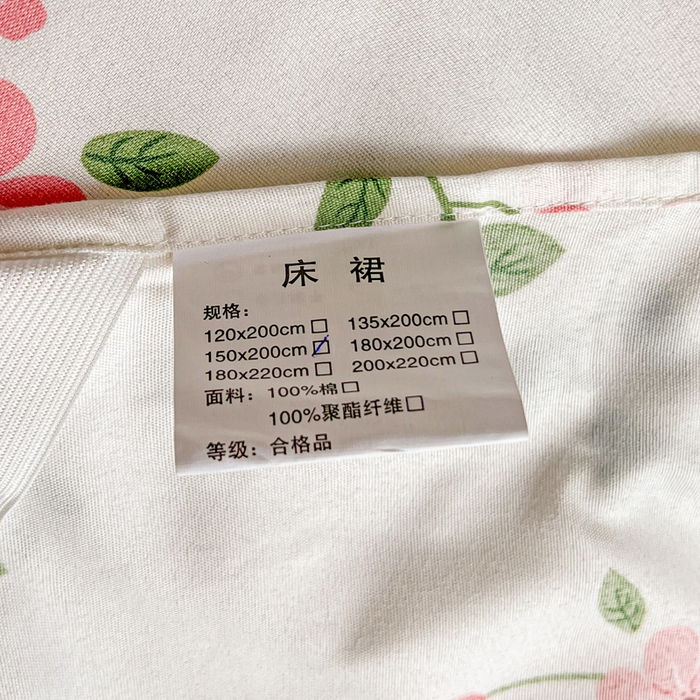 床 裙
规格：
120x200cm□ 135x200cm□
150x200cm☑ 180x200cm□
180x220cm□ 200x220cm□
面料：100%棉□
100%聚酯纤维□
等级：合格品